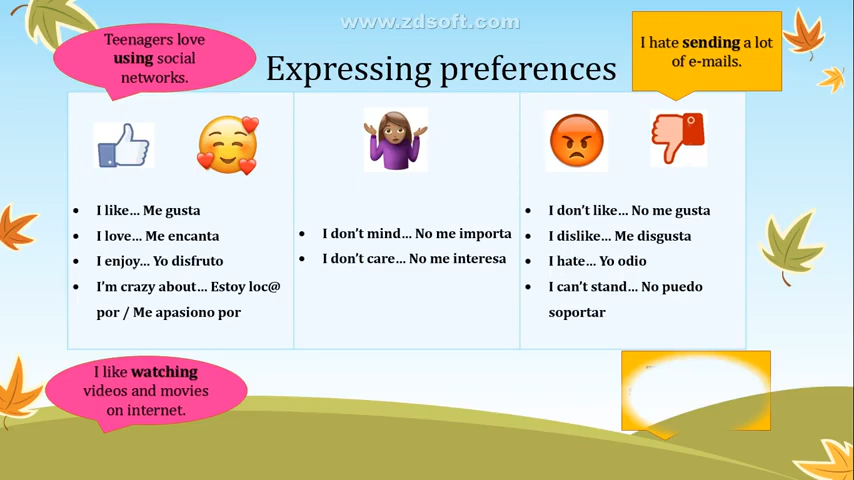 www.zdsoft.com
Teenagers love
using social
networks.
Expressing preferences
I hate sending a lot
of e-mails.
• I like... Me gusta
• I love... Me encanta
• I enjoy... Yo disfruto
• I'm crazy about... Estoy loc@
por / Me apasiono por
• I don't mind... No me importa
• I don't care... No me interesa
• I don't like... No me gusta
• I dislike... Me disgusta
• I hate... Yo odio
• I can't stand... No puedo
soportar
I like watching
videos and movies
on internet.